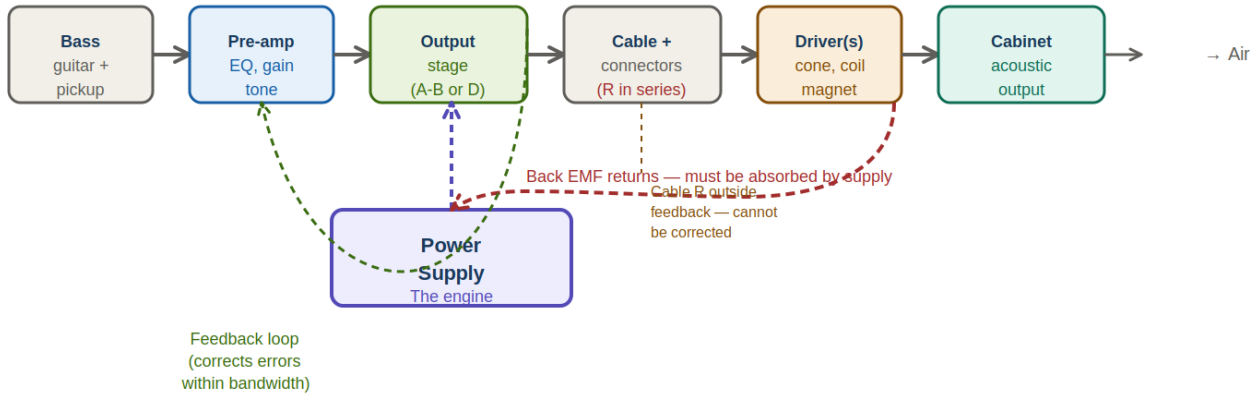 Bass
guitar +
pickup
Pre-amp
EQ, gain
tone
Output
stage
(A-B or D)
Cable +
connectors
(R in series)
Driver(s)
cone, coil
magnet
Cabinet
acoustic
output
→ Air
Back EMF returns — must be absorbed by supply
Cable R outside
feedback — cannot
be corrected
Power
Supply
The engine
Feedback loop
(corrects errors
within bandwidth)